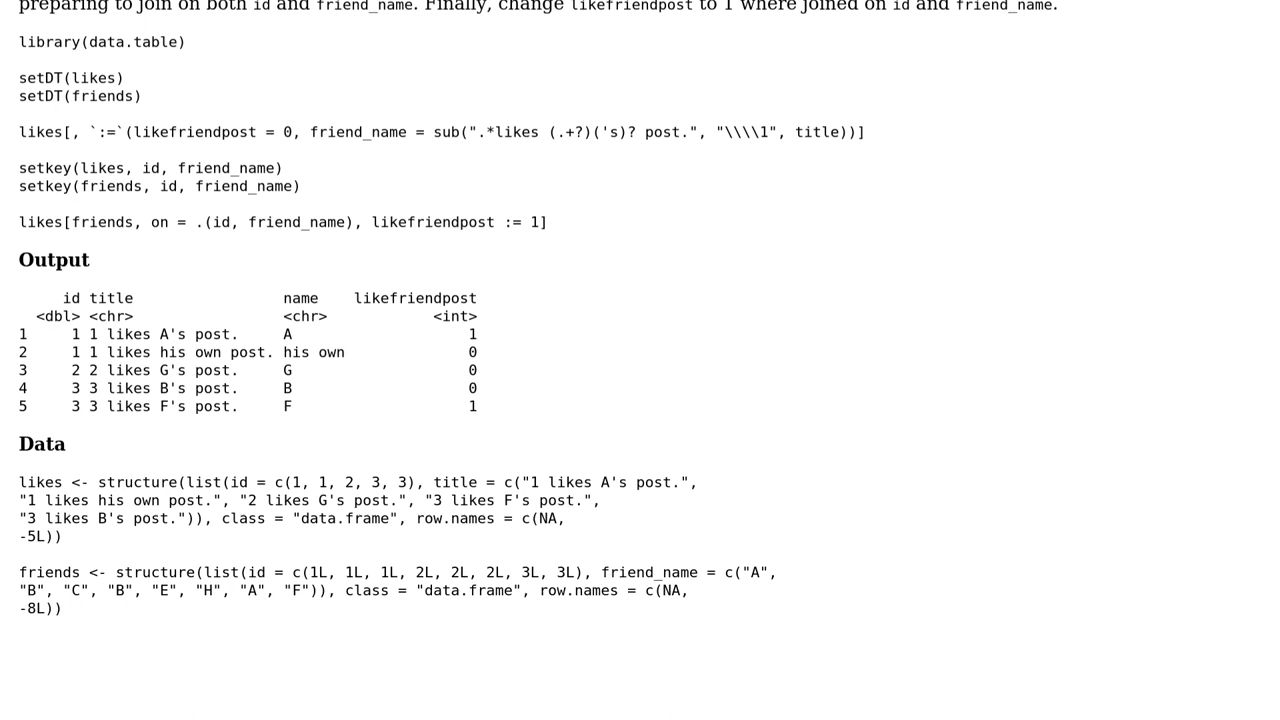 preparing to join on both id and friend_name. Finally, change likefriendpost to 1 where joined on id and friend_name.
library(data.table)
setDT(likes)
setDT(friends)
likes[, `:=`(likefriendpost = 0, friend_name = sub(".*likes (.+?)('s)? post.", "\\\\1", title))]
setkey(likes, id, friend_name)
setkey(friends, id, friend_name)
likes[friends, on = .(id, friend_name), likefriendpost := 1]
Output
id title name likefriendpost
<dbl> <chr> <chr> <int>
1 1 1 likes A's post. A 1
2 1 1 likes his own post. his own 0
3 2 2 likes G's post. G 0
4 3 3 likes B's post. B 0
5 3 3 likes F's post. F 1
Data
likes <- structure(list(id = c(1, 1, 2, 3, 3), title = c("1 likes A's post.",
"1 likes his own post.", "2 likes G's post.", "3 likes F's post.",
"3 likes B's post.")), class = "data.frame", row.names = c(NA,
-5L))
friends <- structure(list(id = c(1L, 1L, 1L, 2L, 2L, 2L, 3L, 3L), friend_name = c("A",
"B", "C", "B", "E", "H", "A", "F")), class = "data.frame", row.names = c(NA,
-8L))